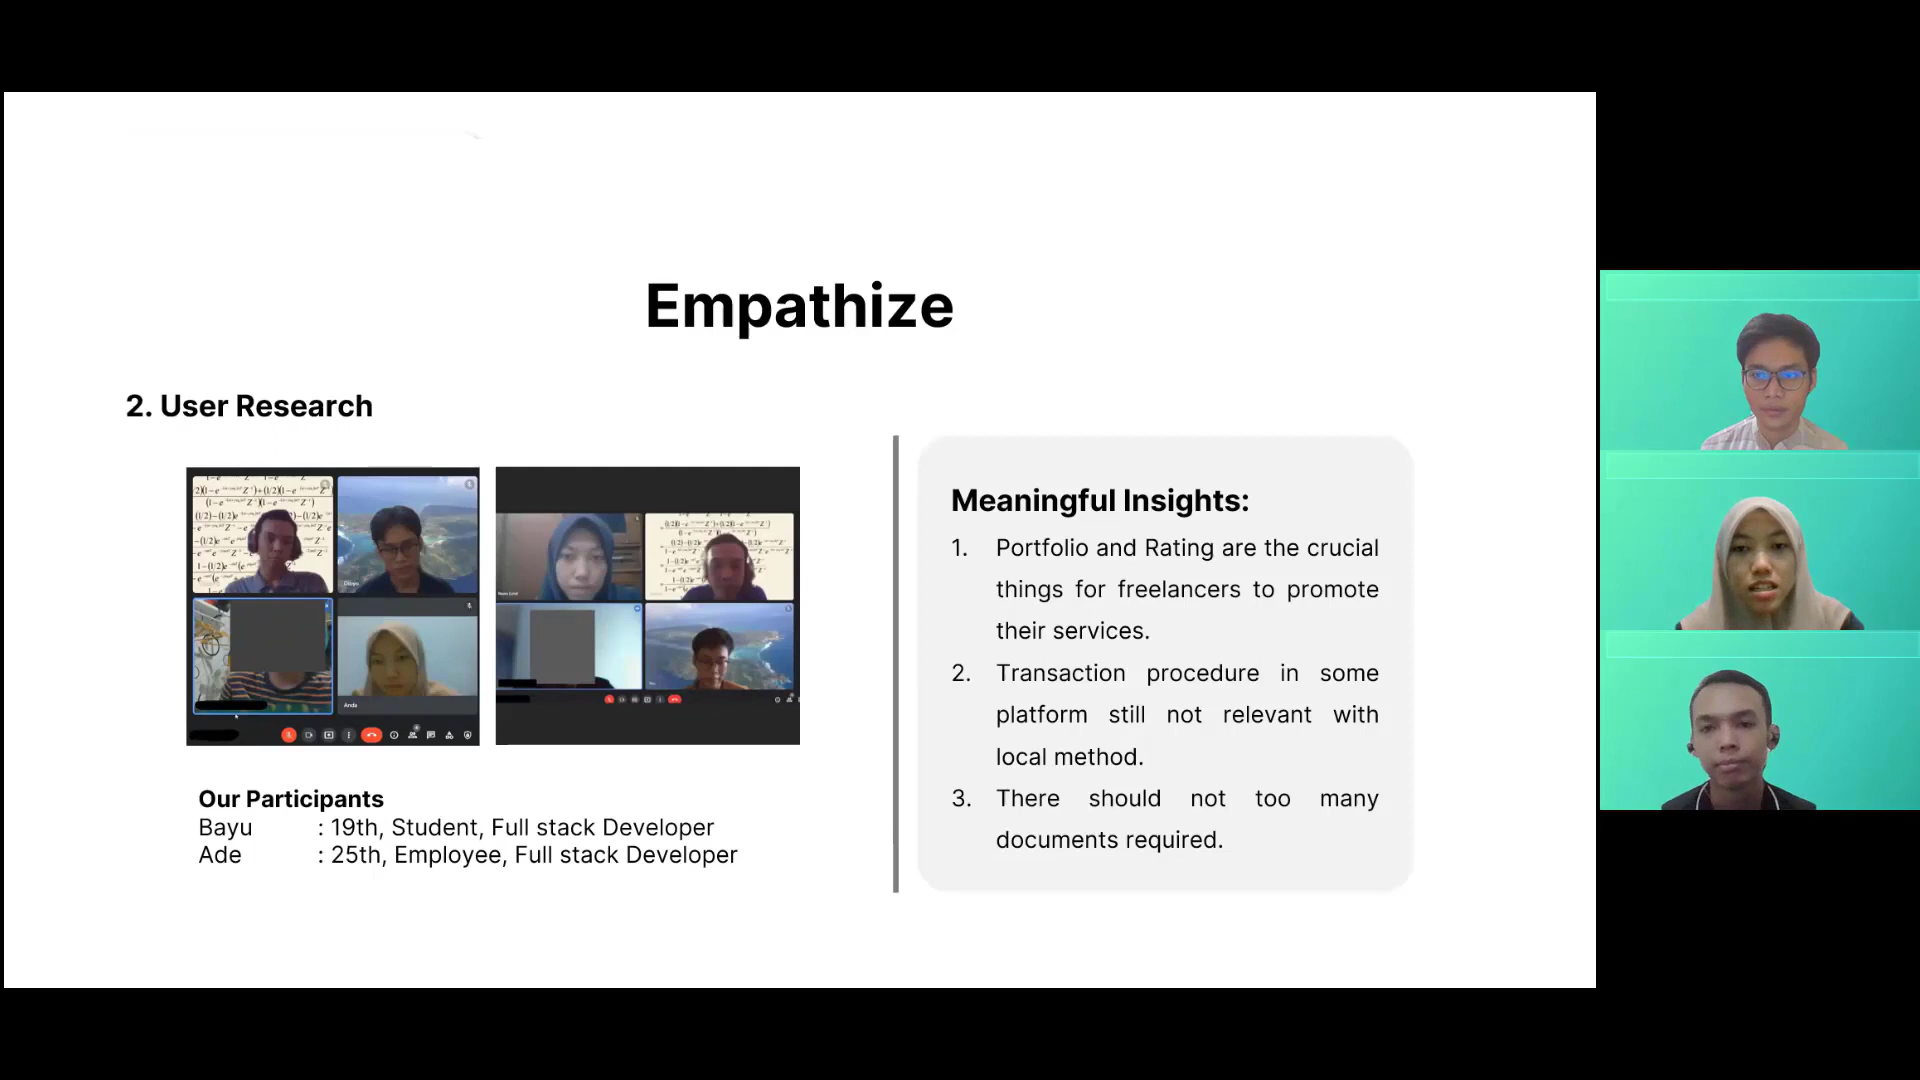 Empathize
2. User Research
Anda
Our Participants
Bayu : 19th, Student, Full stack Developer
Ade : 25th, Employee, Full stack Developer
Meaningful Insights:
1. Portfolio and Rating are the crucial
things for freelancers to promote
their services.
2. Transaction procedure in some
platform still not relevant with
local method.
3. There should not too many
documents required.